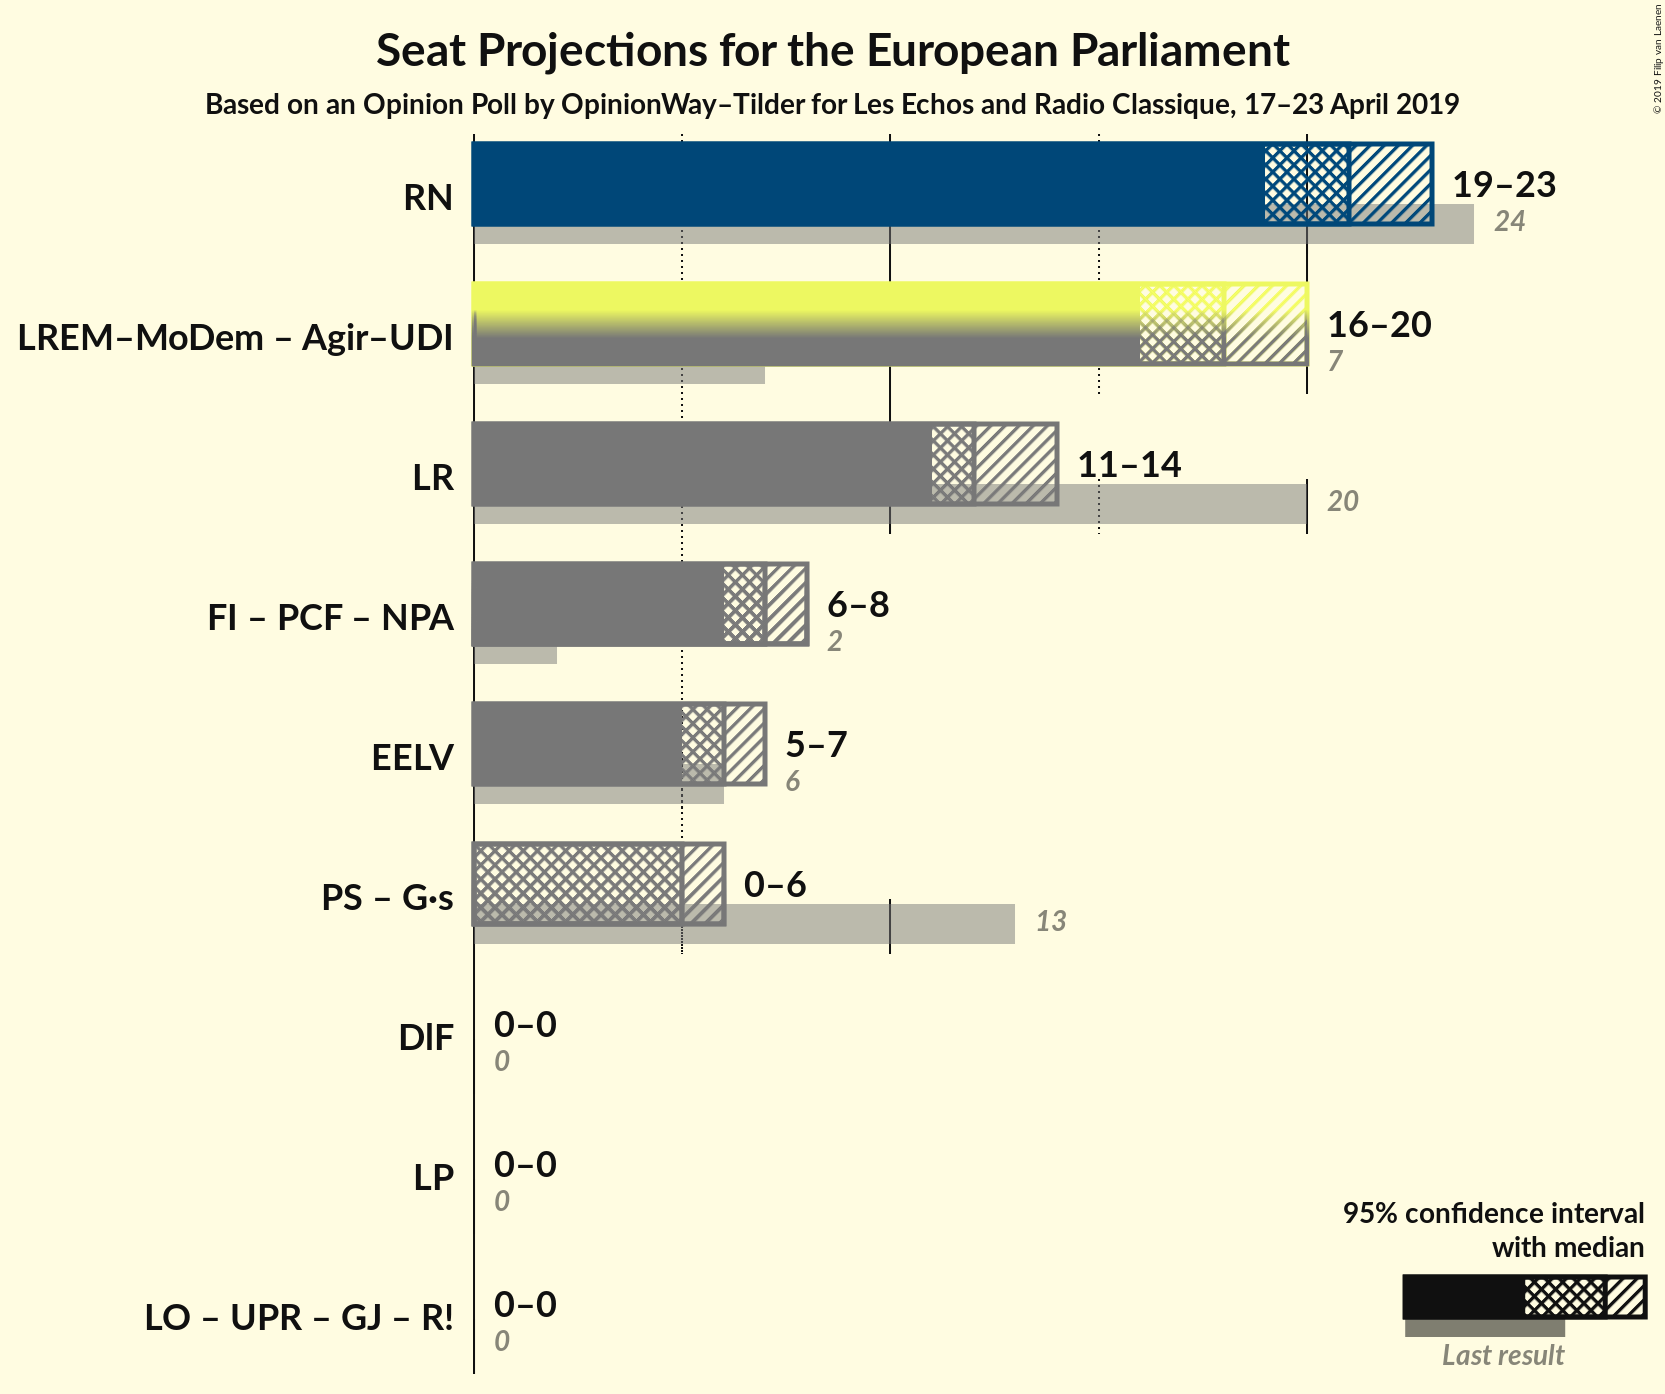 Seat Projections for the European Parliament
Based on an Opinion Poll by OpinionWay–Tilder for Les Echos and Radio Classique, 17–23 April 2019
© 2019 Filip van Laenen
RN
19–23
24
LREM–MoDem – Agir–UDI
16–20
7
LR
11–14
20
FI – PCF – NPA
6–8
2
EELV
5–7
6
PS – G·s
0–6
13
DlF
0–0
0
LP
0–0
0
LO – UPR – GJ – R!
0–0
0
95% confidence interval
with median
Last result